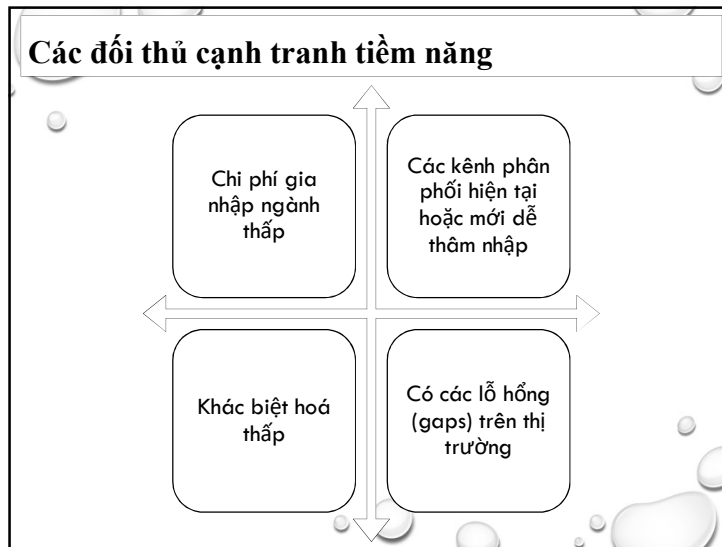 Các đối thủ cạnh tranh tiềm năng
Chi phí gia
nhập ngành
thấp
Các kênh phân
phối hiện tại
hoặc mới dễ
thâm nhập
Khác biệt hoá
thấp
Có các lỗ hổng
(gaps) trên thị
trường